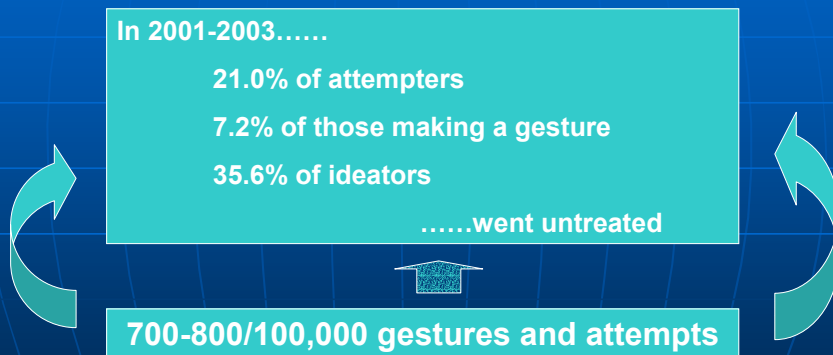 In 2001-2003……
21.0% of attempters
7.2% of those making a gesture
35.6% of ideators
……went untreated
700-800/100,000 gestures and attempts